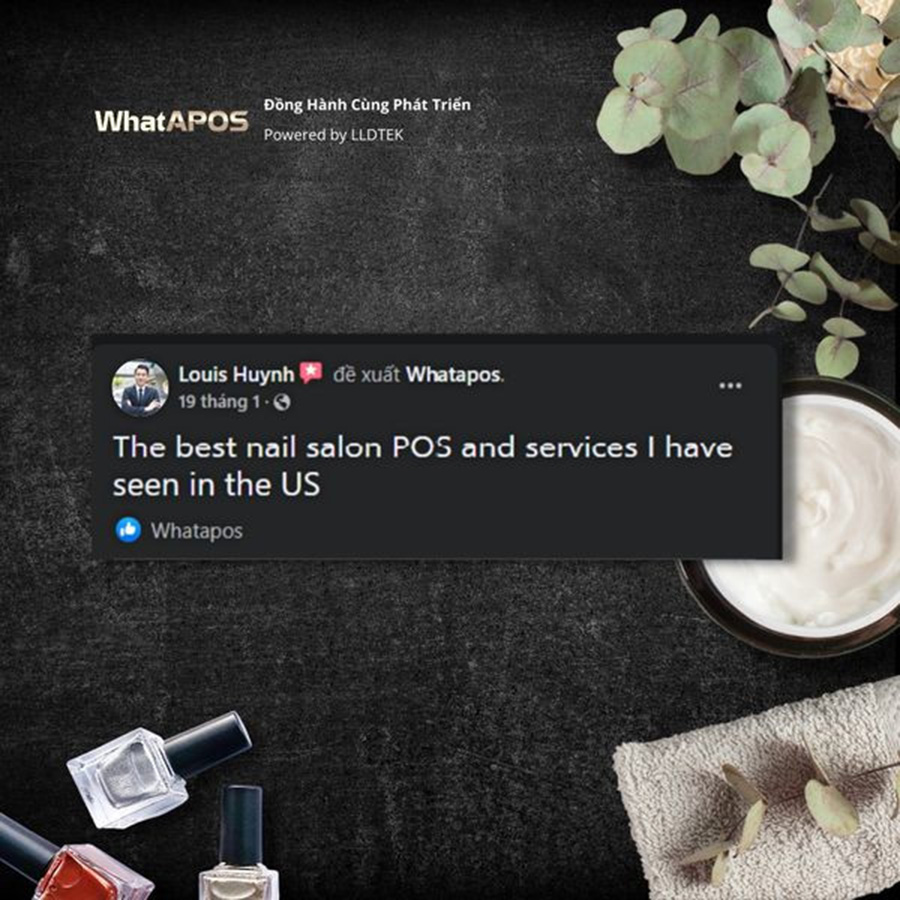 WhatAPOS
Đồng Hành Cùng Phát Triển
Powered by LLDTEK
Louis Huynh đề xuất Whatapos.
19 tháng 1 ·
The best nail salon POS and services I have
seen in the US
Whatapos